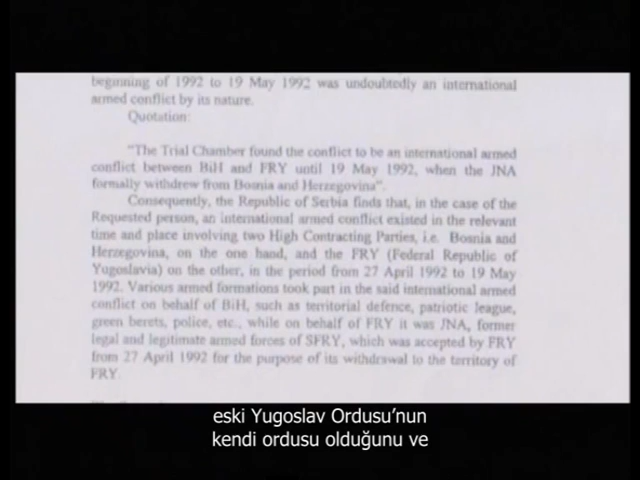 beginning of 1992 to 19 May 1992 was undoubtedly an international
armed conflict by its nature.
Quotation:
"The Trial Chamber found the conflict to be an international armed
conflict between BiH and FRY until 19 May 1992, when the JNA
formally withdrew from Bosnia and Herzegovina".
Consequently, the Republic of Serbia finds that, in the case of the
Requested person, an international armed conflict existed in the relevant
time and place involving two High Contracting Parties, i.e. Bosnia and
Herzegovina, on the one hand, and the FRY (Federal Republic of
Yugoslavia) on the other, in the period from 27 April 1992 to 19 May
1992. Various armed formations took part in the said international armed
conflict on behalf of BiH, such as territorial defence, patriotic league,
green berets, police, etc., while on behalf of FRY it was JNA, former
legal and legitimate armed forces of SFRY, which was accepted by FRY
from 27 April 1992 for the purpose of its withdrawal to the territory of
FRY.
eski Yugoslav Ordusu’nun
kendi ordusu olduğunu ve